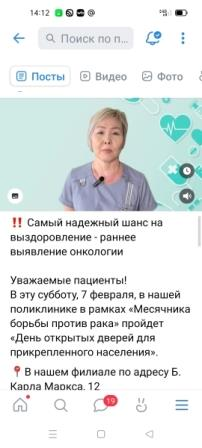 14:12
Поиск по п...
Посты
Видео
Фото
‼ Самый надежный шанс на
выздоровление - раннее
выявление онкологии
Уважаемые пациенты!
В эту субботу, 7 февраля, в нашей
поликлинике в рамках «Месячника
борьбы против рака» пройдет
«День открытых дверей для
прикрепленного населения».
📍В нашем филиале по адресу Б.
Карла Маркса, 12
19